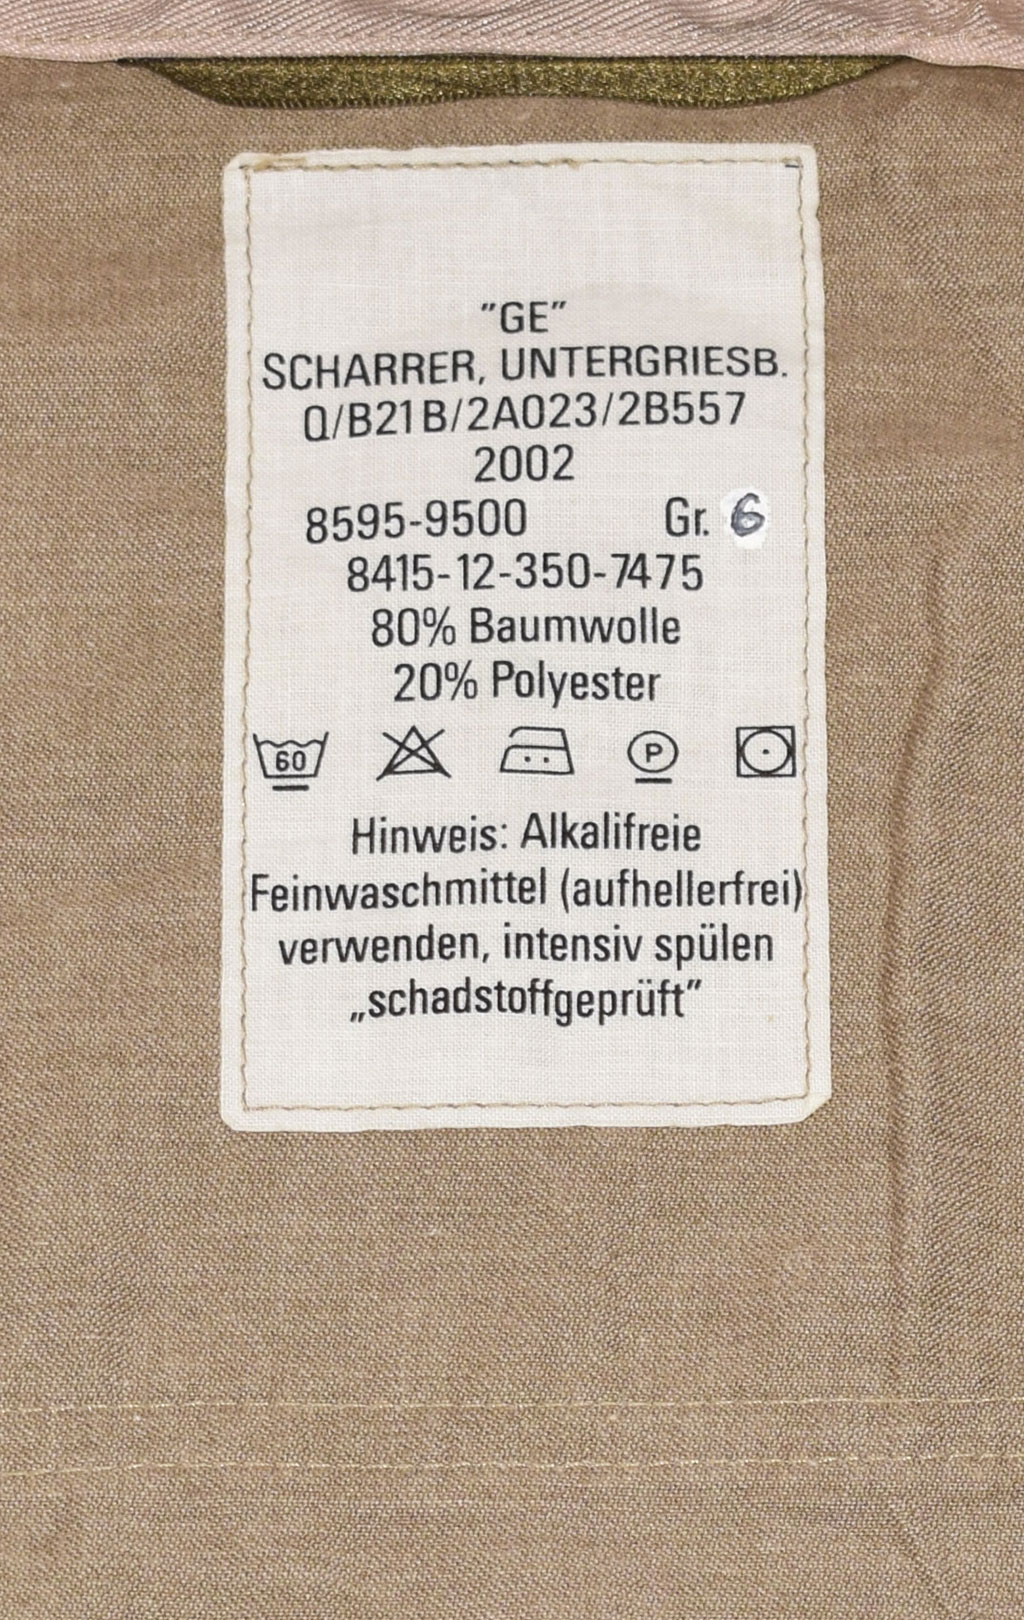 "GE"
SCHARRER, UNTERGRIESB.
Q/B21B/2A023/2B557
2002
8595-9500 Gr. 6
8415-12-350-7475
80% Baumwolle
20% Polyester
60 P
Hinweis: Alkalifreie
Feinwaschmittel (aufhellerfrei)
verwenden, intensiv spülen
„schadstoffgeprüft"